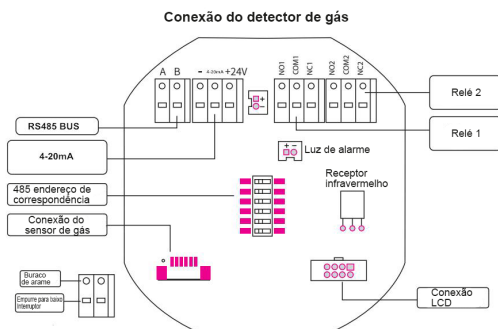 Conexão do detector de gás
A B
- 4-20mA +24V
+ -
NO1 COM1 NC1
NO2 COM2 NC2
Relé 2
Relé 1
RS485 BUS
4-20mA
+ -
Luz de alarme
485 endereço de
correspondência
Receptor
infravermelho
Conexão do
sensor de gás
Buraco
de arame
Empurre para baixo
Interruptor
Conexão
LCD